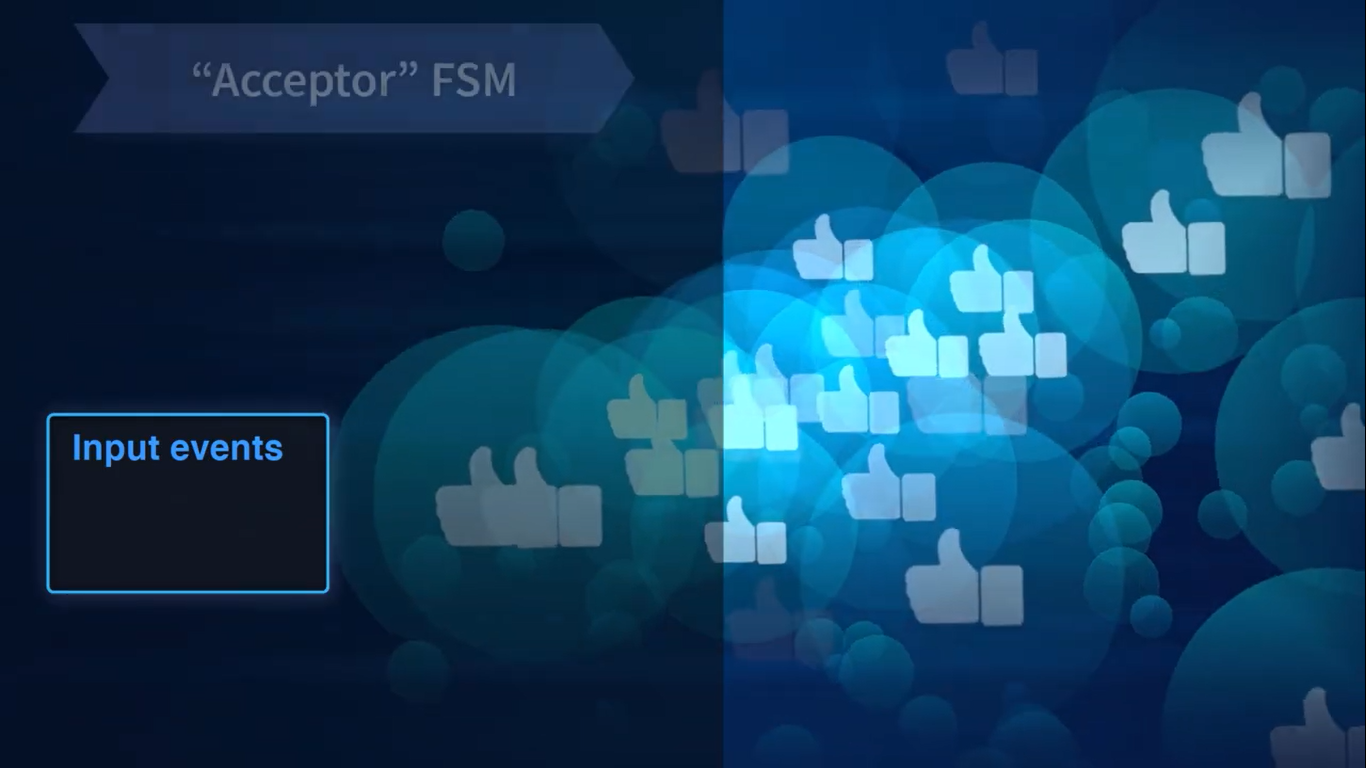 “Acceptor” FSM
Input events